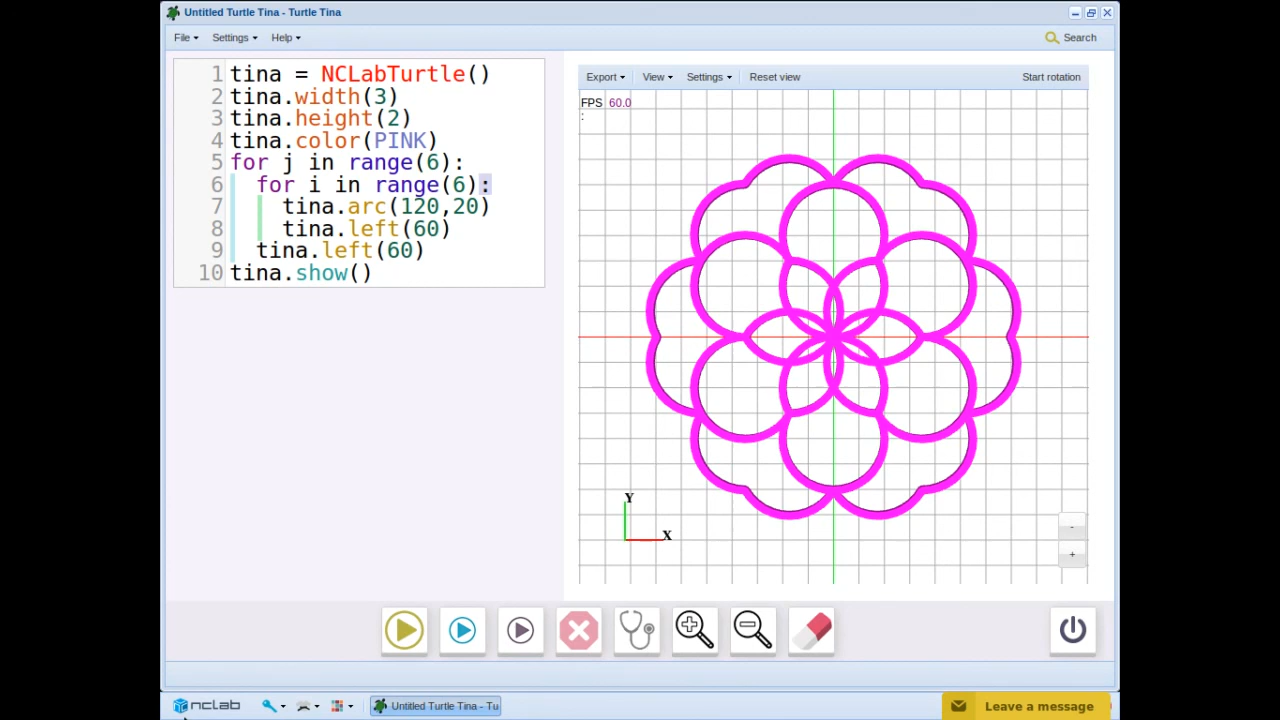 Untitled Turtle Tina - Turtle Tina
File Settings Help Search
1 tina = NCLabTurtle()
2 tina.width(3)
3 tina.height(2)
4 tina.color(PINK)
5 for j in range(6):
6 for i in range(6):
7 tina.arc(120,20)
8 tina.left(60)
9 tina.left(60)
10 tina.show()
Export View Settings Reset view Start rotation
FPS 60.0
:
Y
X
-
+
nclab Untitled Turtle Tina - Tu Leave a message